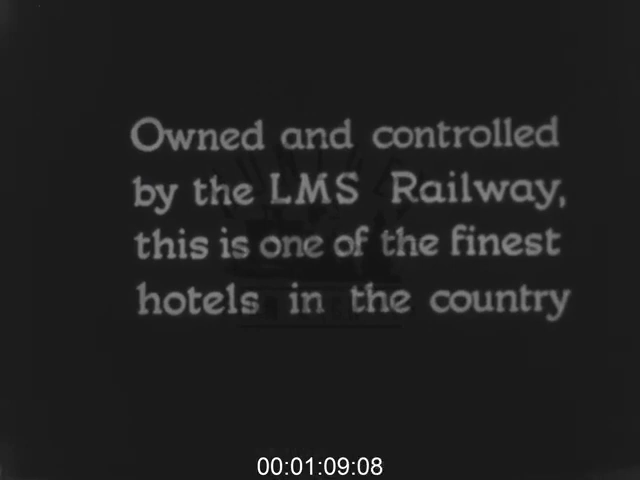 Owned and controlled
by the LMS Railway,
this is one of the finest
hotels in the country
00:01:09:08